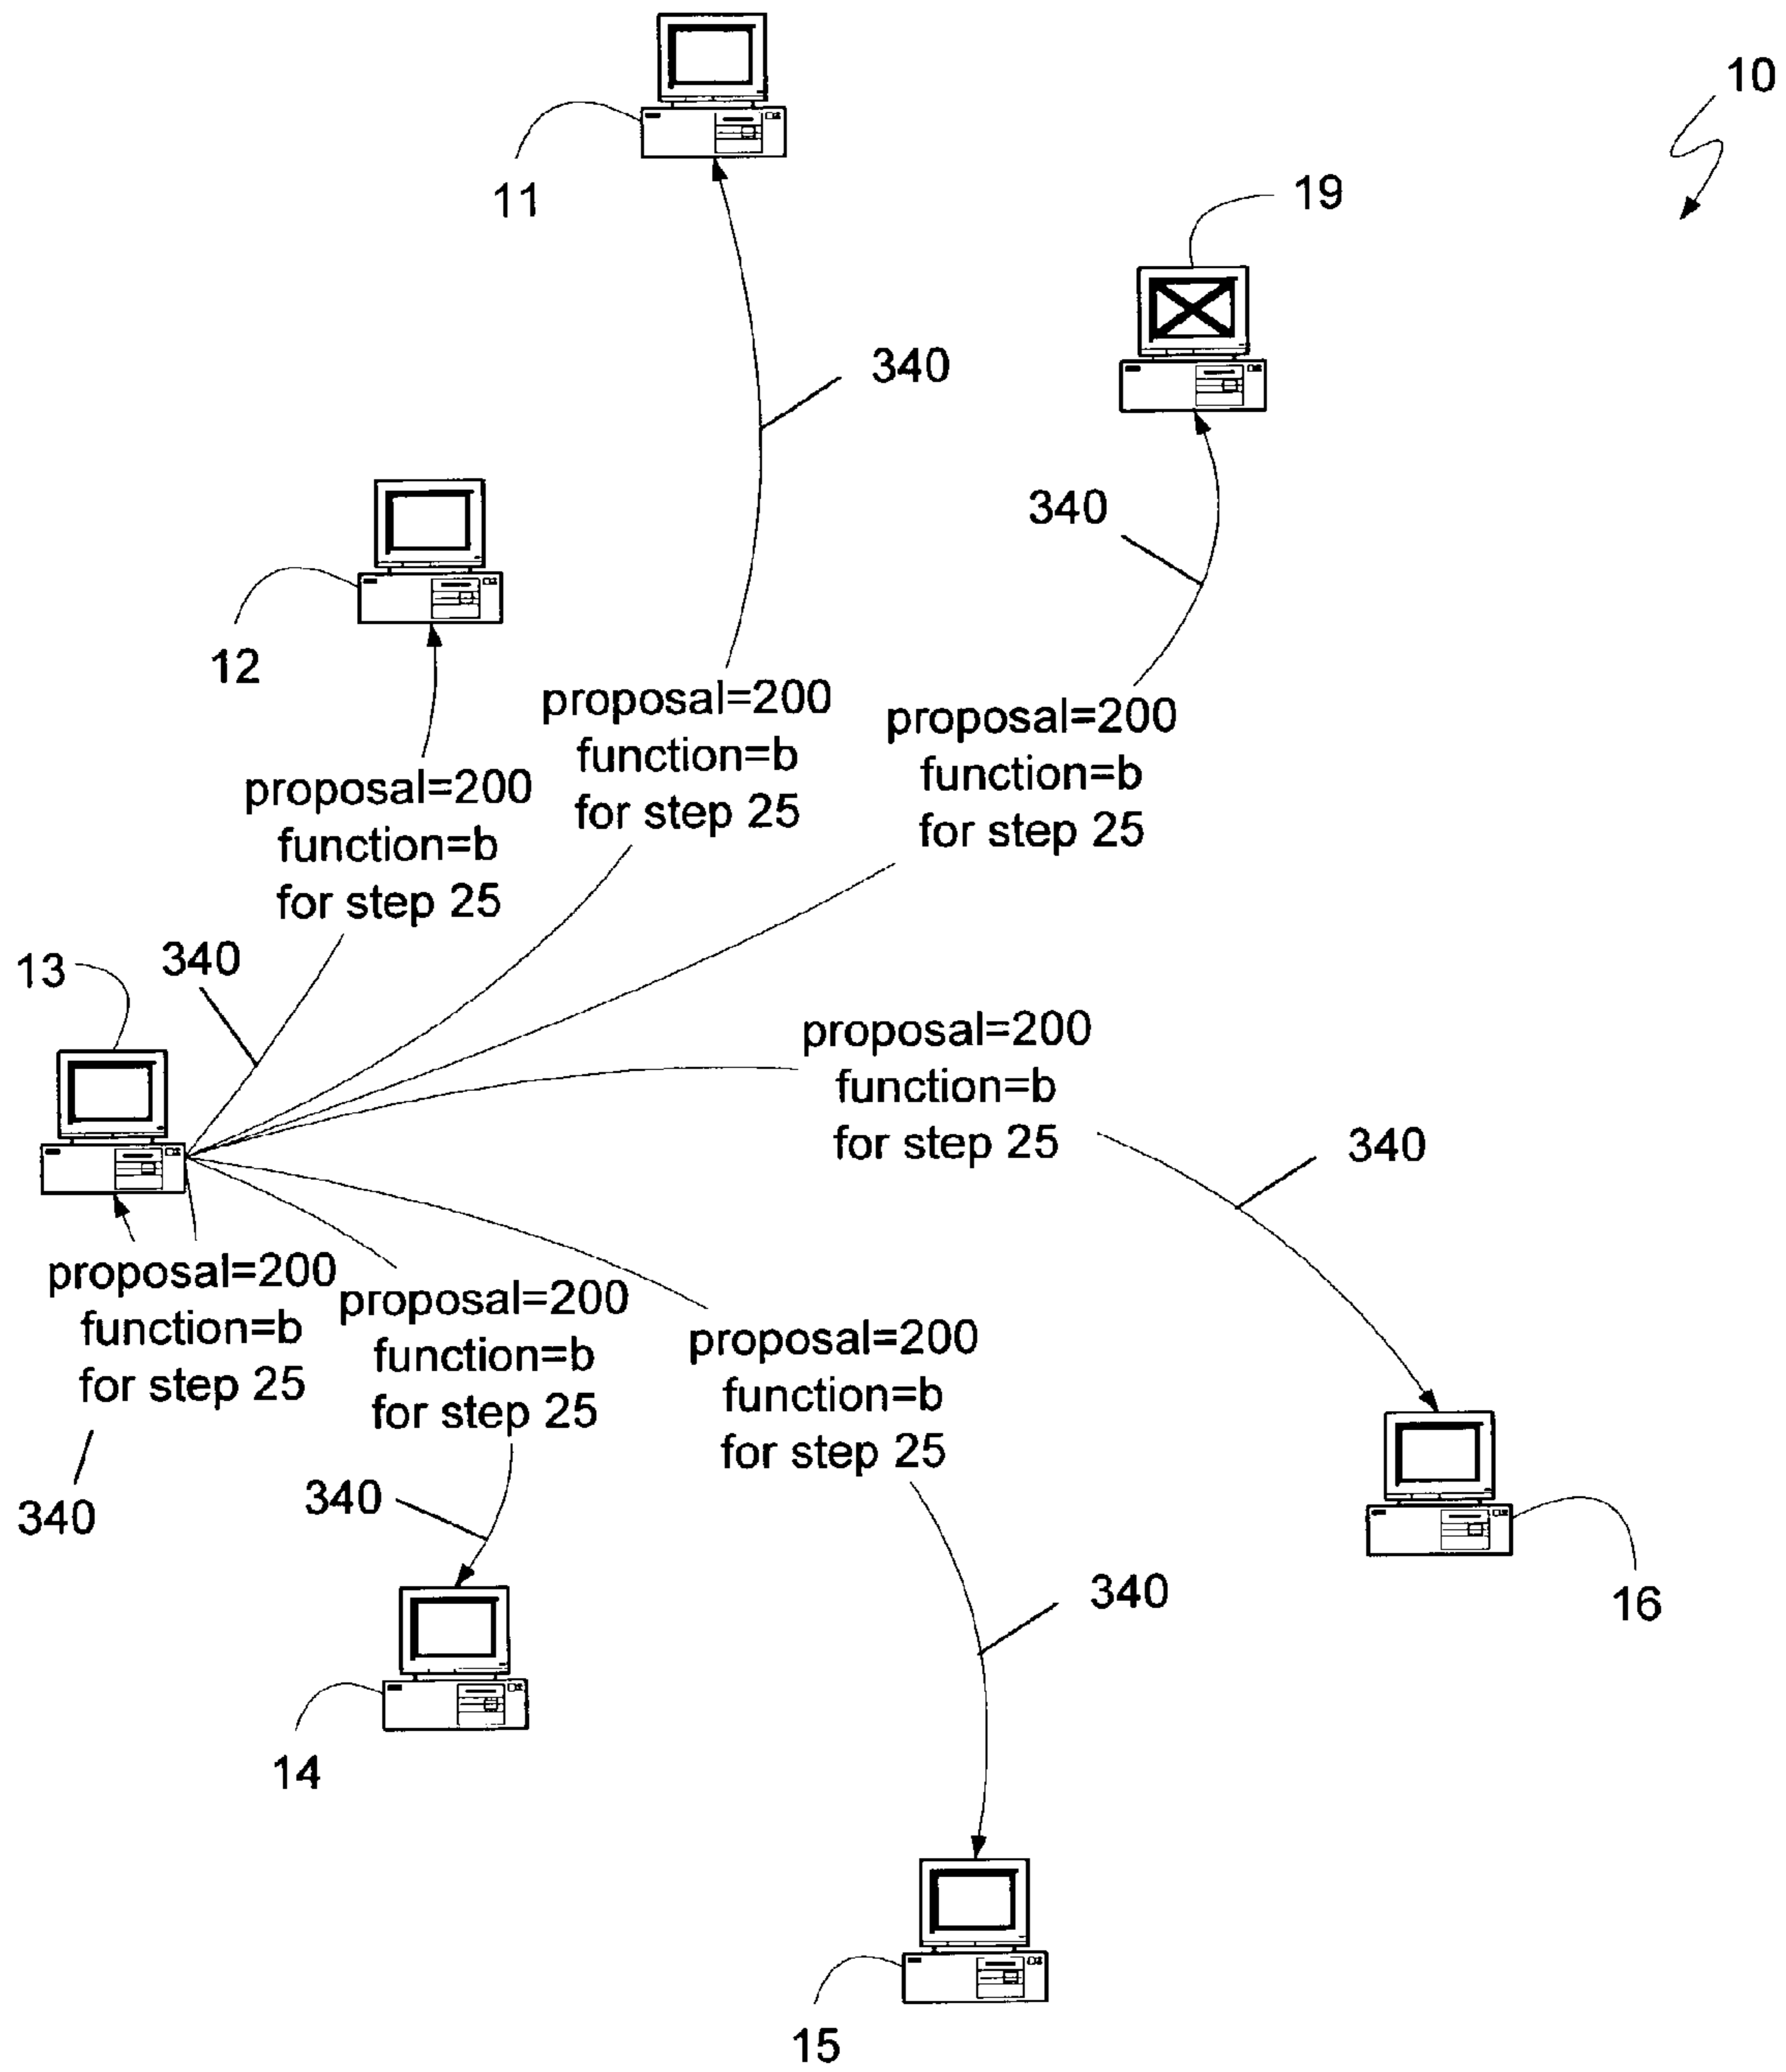 10
11
19
340
340
12
proposal=200
function=b
for step 25
proposal=200
function=b
for step 25
proposal=200
function=b
for step 25
13
340
proposal=200
function=b
for step 25
340
proposal=200
function=b
for step 25
proposal=200
function=b
for step 25
proposal=200
function=b
for step 25
340
340
340
16
14
15